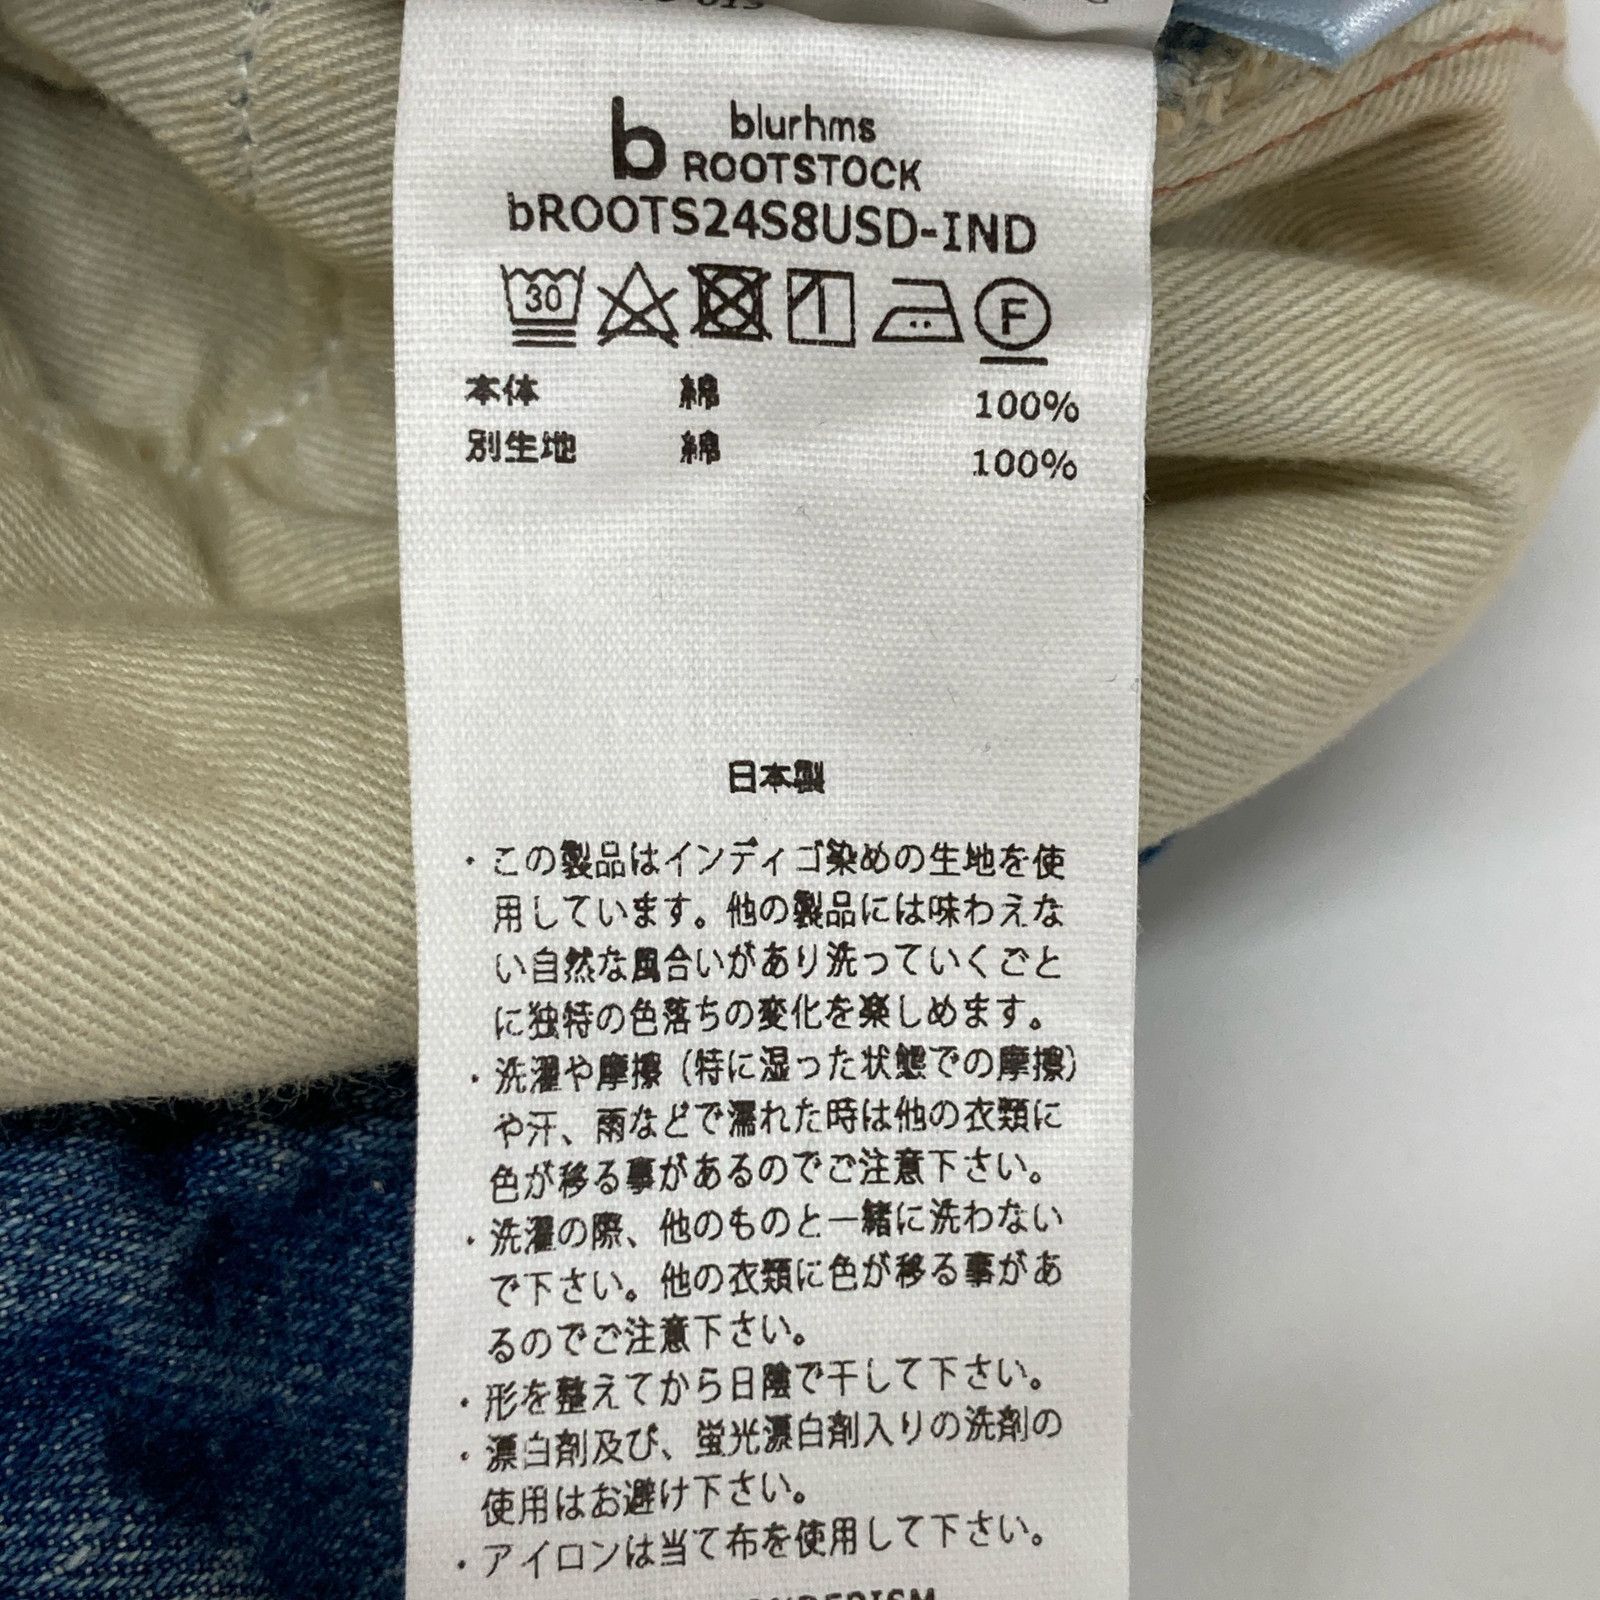 b blurhms
ROOTSTOCK
bROOTS24S8USD-IND
30 F
本体 綿 100%
別生地 綿 100%
日本製
・この製品はインディゴ染めの生地を使
用しています。他の製品には味わえな
い自然な風合いがあり洗っていくごと
に独特の色落ちの変化を楽しめます。
・洗濯や摩擦(特に湿った状態での摩擦)
や汗、雨などで濡れた時は他の衣類に
色が移る事があるのでご注意下さい。
・洗濯の際、他のものと一緒に洗わない
で下さい。他の衣類に色が移る事があ
るのでご注意下さい。
・形を整えてから日陰で干して下さい。
・漂白剤及び、蛍光漂白剤入りの洗剤の
使用はお避け下さい。
・アイロンは当て布を使用して下さい。